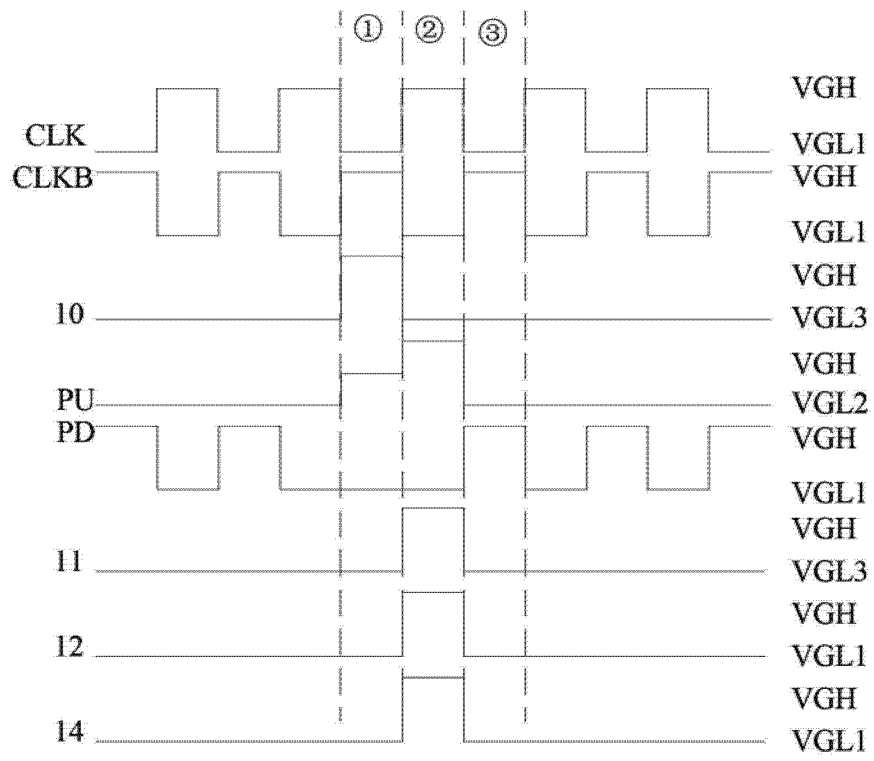 ① ② ③
CLK VGH
VGL1
CLKB VGH
VGL1
VGH
10 VGL3
VGH
PU VGL2
PD VGH
VGL1
VGH
11 VGL3
VGH
12 VGL1
VGH
14 VGL1